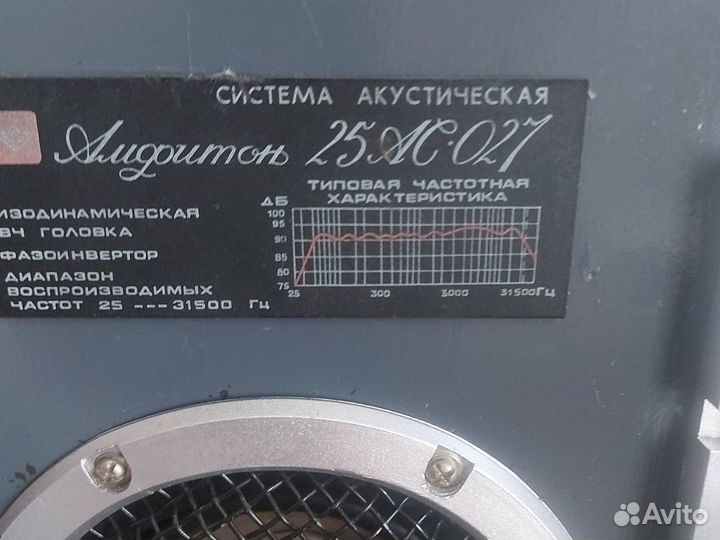 СИСТЕМА АКУСТИЧЕСКАЯ
Амфитон 25АС-027
ИЗОДИНАМИЧЕСКАЯ
ВЧ ГОЛОВКА
ФАЗОИНВЕРТОР
ДИАПАЗОН
ВОСПРОИЗВОДИМЫХ
ЧАСТОТ 25 --- 31500 Гц
ТИПОВАЯ ЧАСТОТНАЯ
ХАРАКТЕРИСТИКА
ДБ
100
95
90
85
80
75
25 300 3000 31500Гц
Avito